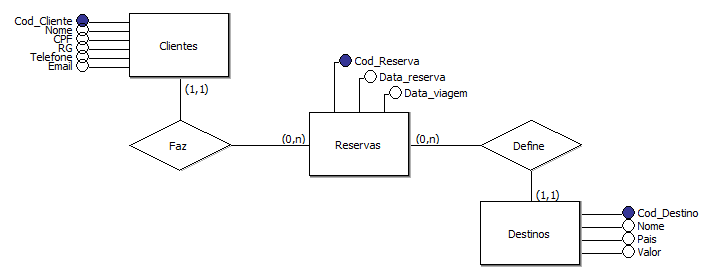 Cod_Cliente
Nome
CPF
RG
Telefone
Email
Clientes
(1,1)
Cod_Reserva
Data_reserva
Data_viagem
Faz
(0,n)
Reservas
(0,n)
Define
(1,1)
Destinos
Cod_Destino
Nome
Pais
Valor